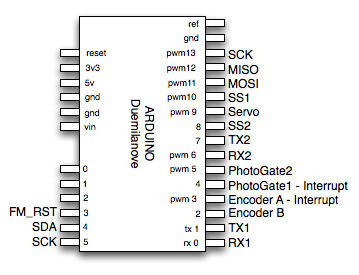 ref
gnd
reset
pwm13 SCK
3v3
pwm12 MISO
5v
pwm11 MOSI
gnd
pwm10 SS1
gnd
pwm 9 Servo
vin
8 SS2
7 TX2
pwm 6 RX2
ARDUINO
Duemilanove
0
pwm 5 PhotoGate2
1
4 PhotoGate1 - Interrupt
2
pwm 3 Encoder A - Interrupt
FM_RST 3
2 Encoder B
SDA 4
tx 1 TX1
SCK 5
rx 0 RX1